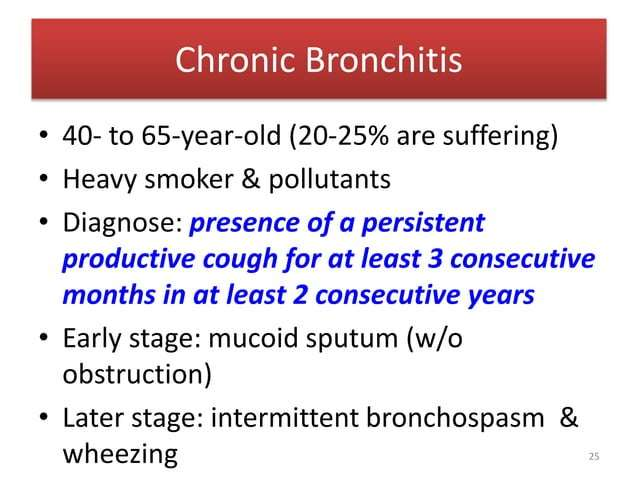 Chronic Bronchitis
• 40- to 65-year-old (20-25% are suffering)
• Heavy smoker & pollutants
• Diagnose: presence of a persistent
productive cough for at least 3 consecutive
months in at least 2 consecutive years
• Early stage: mucoid sputum (w/o
obstruction)
• Later stage: intermittent bronchospasm &
wheezing
25